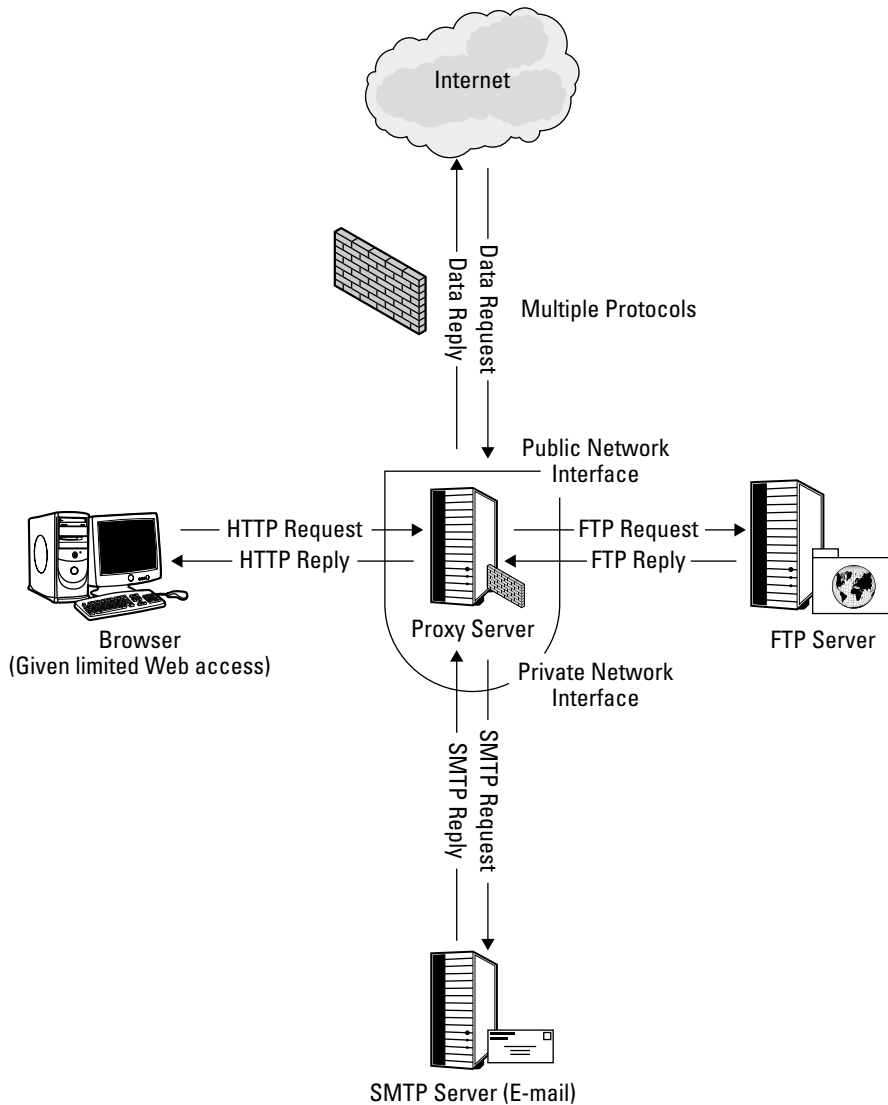 Internet
Data Reply
Data Request
Multiple Protocols
Public Network
Interface
HTTP Request
HTTP Reply
FTP Request
FTP Reply
Browser
(Given limited Web access)
Proxy Server
FTP Server
Private Network
Interface
SMTP Reply
SMTP Request
SMTP Server (E-mail)